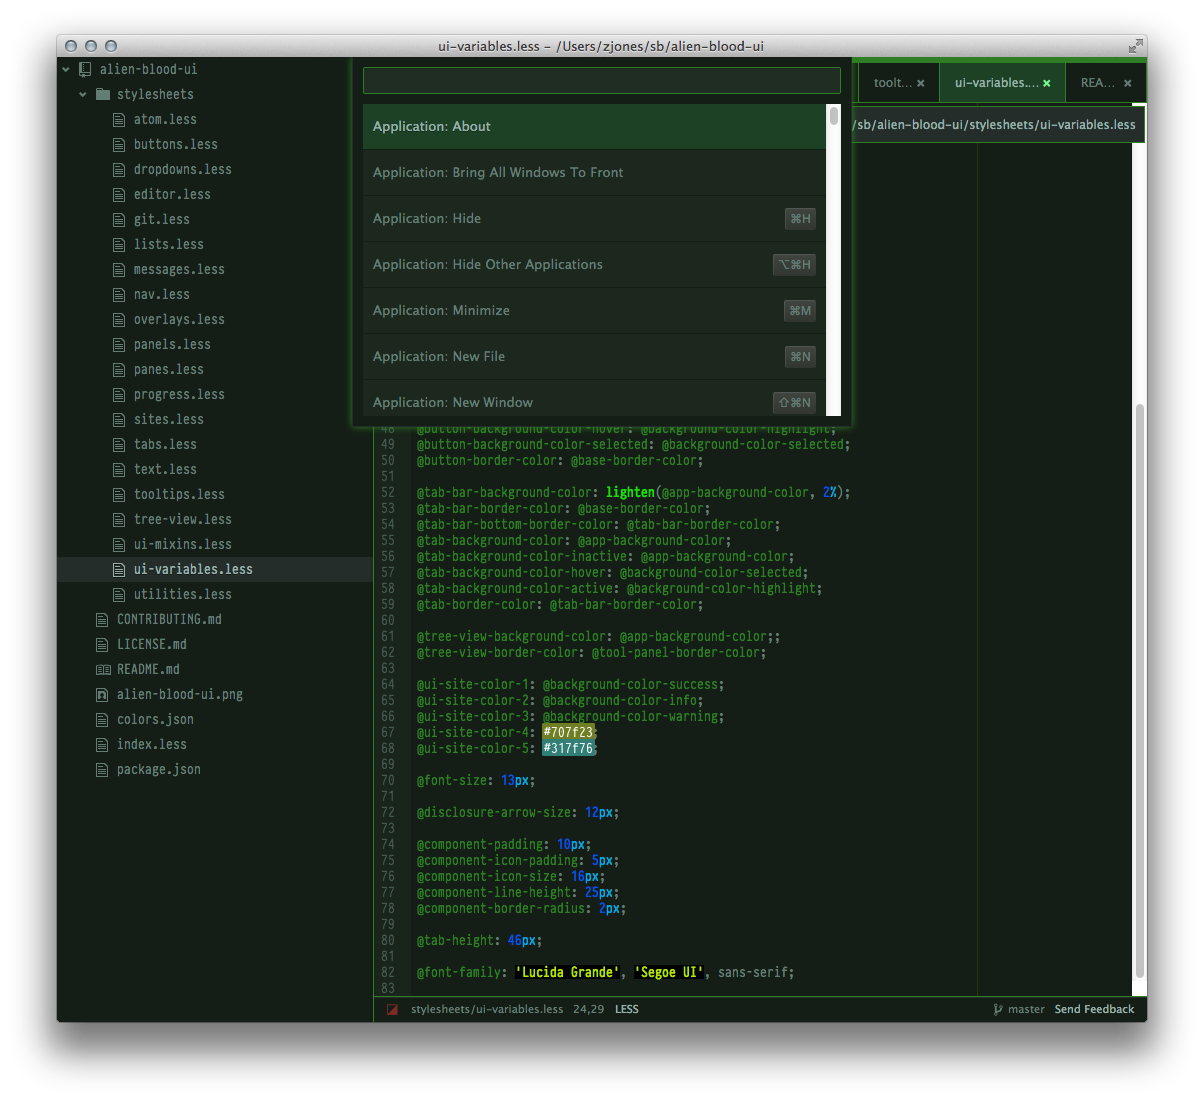 ui-variables.less – /Users/zjones/sb/alien-blood-ui
alien-blood-ui
stylesheets
atom.less
buttons.less
dropdowns.less
editor.less
git.less
lists.less
messages.less
nav.less
overlays.less
panels.less
panes.less
progress.less
sites.less
tabs.less
text.less
tooltips.less
tree-view.less
ui-mixins.less
ui-variables.less
utilities.less
CONTRIBUTING.md
LICENSE.md
README.md
alien-blood-ui.png
colors.json
index.less
package.json
Application: About
Application: Bring All Windows To Front
Application: Hide ⌘H
Application: Hide Other Applications ⌥⌘H
Application: Minimize ⌘M
Application: New File ⌘N
Application: New Window ⇧⌘N
toolt... × ui-variables.... × REA... ×
/sb/alien-blood-ui/stylesheets/ui-variables.less
48 @button-background-color-hover: @background-color-highlight;
49 @button-background-color-selected: @background-color-selected;
50 @button-border-color: @base-border-color;
51
52 @tab-bar-background-color: lighten(@app-background-color, 2%);
53 @tab-bar-border-color: @base-border-color;
54 @tab-bar-bottom-border-color: @tab-bar-border-color;
55 @tab-background-color: @app-background-color;
56 @tab-background-color-inactive: @app-background-color;
57 @tab-background-color-hover: @background-color-selected;
58 @tab-background-color-active: @background-color-highlight;
59 @tab-border-color: @tab-bar-border-color;
60
61 @tree-view-background-color: @app-background-color;;
62 @tree-view-border-color: @tool-panel-border-color;
63
64 @ui-site-color-1: @background-color-success;
65 @ui-site-color-2: @background-color-info;
66 @ui-site-color-3: @background-color-warning;
67 @ui-site-color-4: #707f23;
68 @ui-site-color-5: #317f76;
69
70 @font-size: 13px;
71
72 @disclosure-arrow-size: 12px;
73
74 @component-padding: 10px;
75 @component-icon-padding: 5px;
76 @component-icon-size: 16px;
77 @component-line-height: 25px;
78 @component-border-radius: 2px;
79
80 @tab-height: 46px;
81
82 @font-family: 'Lucida Grande', 'Segoe UI', sans-serif;
83
stylesheets/ui-variables.less 24,29 LESS master Send Feedback